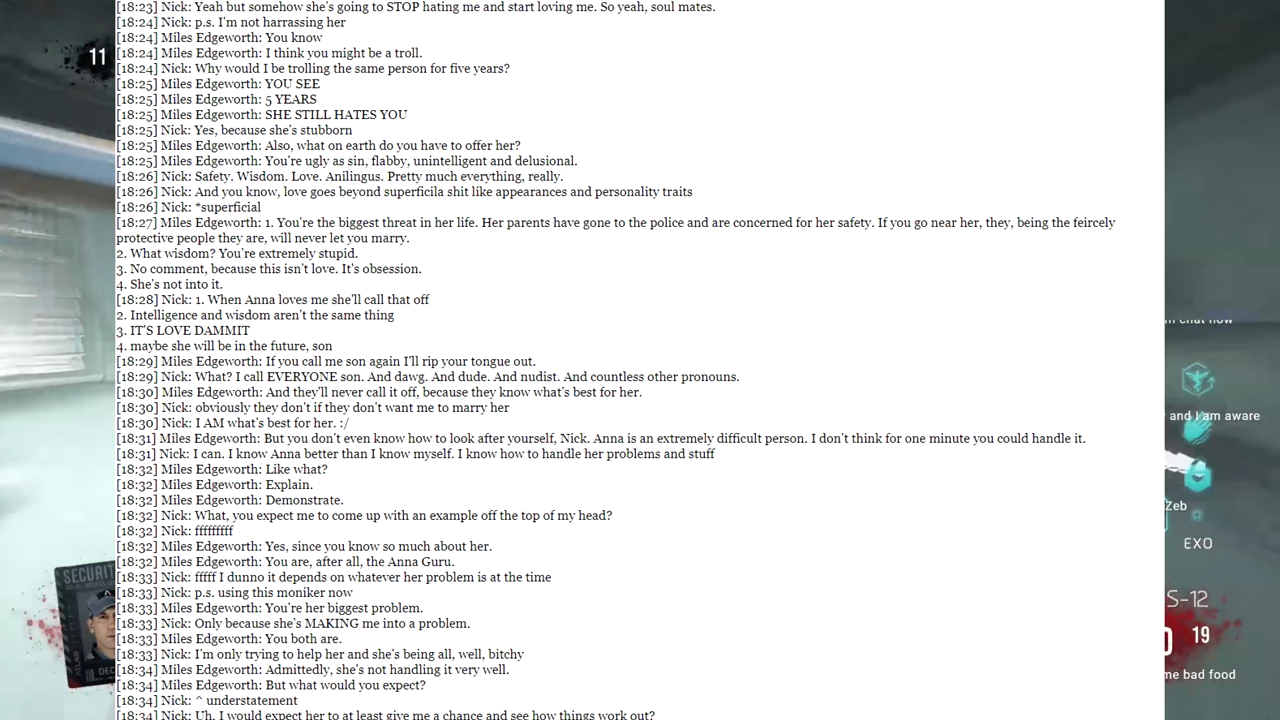 [18:23] Nick: Yeah but somehow she's going to STOP hating me and start loving me. So yeah, soul mates.
[18:24] Nick: p.s. I'm not harrassing her
[18:24] Miles Edgeworth: You know
[18:24] Miles Edgeworth: I think you might be a troll.
[18:24] Nick: Why would I be trolling the same person for five years?
[18:25] Miles Edgeworth: YOU SEE
[18:25] Miles Edgeworth: 5 YEARS
[18:25] Miles Edgeworth: SHE STILL HATES YOU
[18:25] Nick: Yes, because she's stubborn
[18:25] Miles Edgeworth: Also, what on earth do you have to offer her?
[18:25] Miles Edgeworth: You're ugly as sin, flabby, unintelligent and delusional.
[18:26] Nick: Safety. Wisdom. Love. Anilingus. Pretty much everything, really.
[18:26] Nick: And you know, love goes beyond superficila shit like appearances and personality traits
[18:26] Nick: *superficial
[18:27] Miles Edgeworth: 1. You're the biggest threat in her life. Her parents have gone to the police and are concerned for her safety. If you go near her, they, being the feircely
protective people they are, will never let you marry.
2. What wisdom? You're extremely stupid.
3. No comment, because this isn't love. It's obsession.
4. She's not into it.
[18:28] Nick: 1. When Anna loves me she'll call that off
2. Intelligence and wisdom aren't the same thing
3. IT'S LOVE DAMMIT
4. maybe she will be in the future, son
[18:29] Miles Edgeworth: If you call me son again I'll rip your tongue out.
[18:29] Nick: What? I call EVERYONE son. And dawg. And dude. And nudist. And countless other pronouns.
[18:30] Miles Edgeworth: And they'll never call it off, because they know what's best for her.
[18:30] Nick: obviously they don't if they don't want me to marry her
[18:30] Nick: I AM what's best for her. :/
[18:31] Miles Edgeworth: But you don't even know how to look after yourself, Nick. Anna is an extremely difficult person. I don't think for one minute you could handle it.
[18:31] Nick: I can. I know Anna better than I know myself. I know how to handle her problems and stuff
[18:32] Miles Edgeworth: Like what?
[18:32] Miles Edgeworth: Explain.
[18:32] Miles Edgeworth: Demonstrate.
[18:32] Nick: What, you expect me to come up with an example off the top of my head?
[18:32] Nick: fffffffff
[18:32] Miles Edgeworth: Yes, since you know so much about her.
[18:32] Miles Edgeworth: You are, after all, the Anna Guru.
[18:33] Nick: fffff I dunno it depends on whatever her problem is at the time
[18:33] Nick: p.s. using this moniker now
[18:33] Miles Edgeworth: You're her biggest problem.
[18:33] Nick: Only because she's MAKING me into a problem.
[18:33] Miles Edgeworth: You both are.
[18:33] Nick: I'm only trying to help her and she's being all, well, bitchy
[18:34] Miles Edgeworth: Admittedly, she's not handling it very well.
[18:34] Miles Edgeworth: But what would you expect?
[18:34] Nick: ^ understatement
[18:34] Nick: Uh, I would expect her to at least give me a chance and see how things work out?
11
chat now
and I am aware
Zeb
EXO
S-12
19
me bad food
SECURIT
ATLAS
DEC